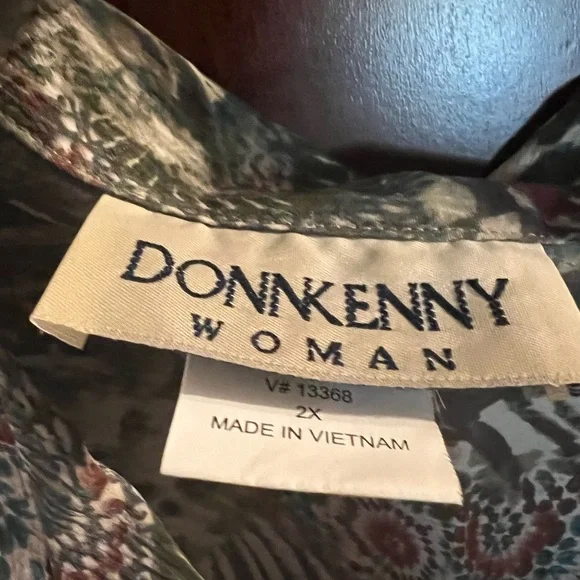 DONNKENNY
WOMAN
V# 13368
2X
MADE IN VIETNAM